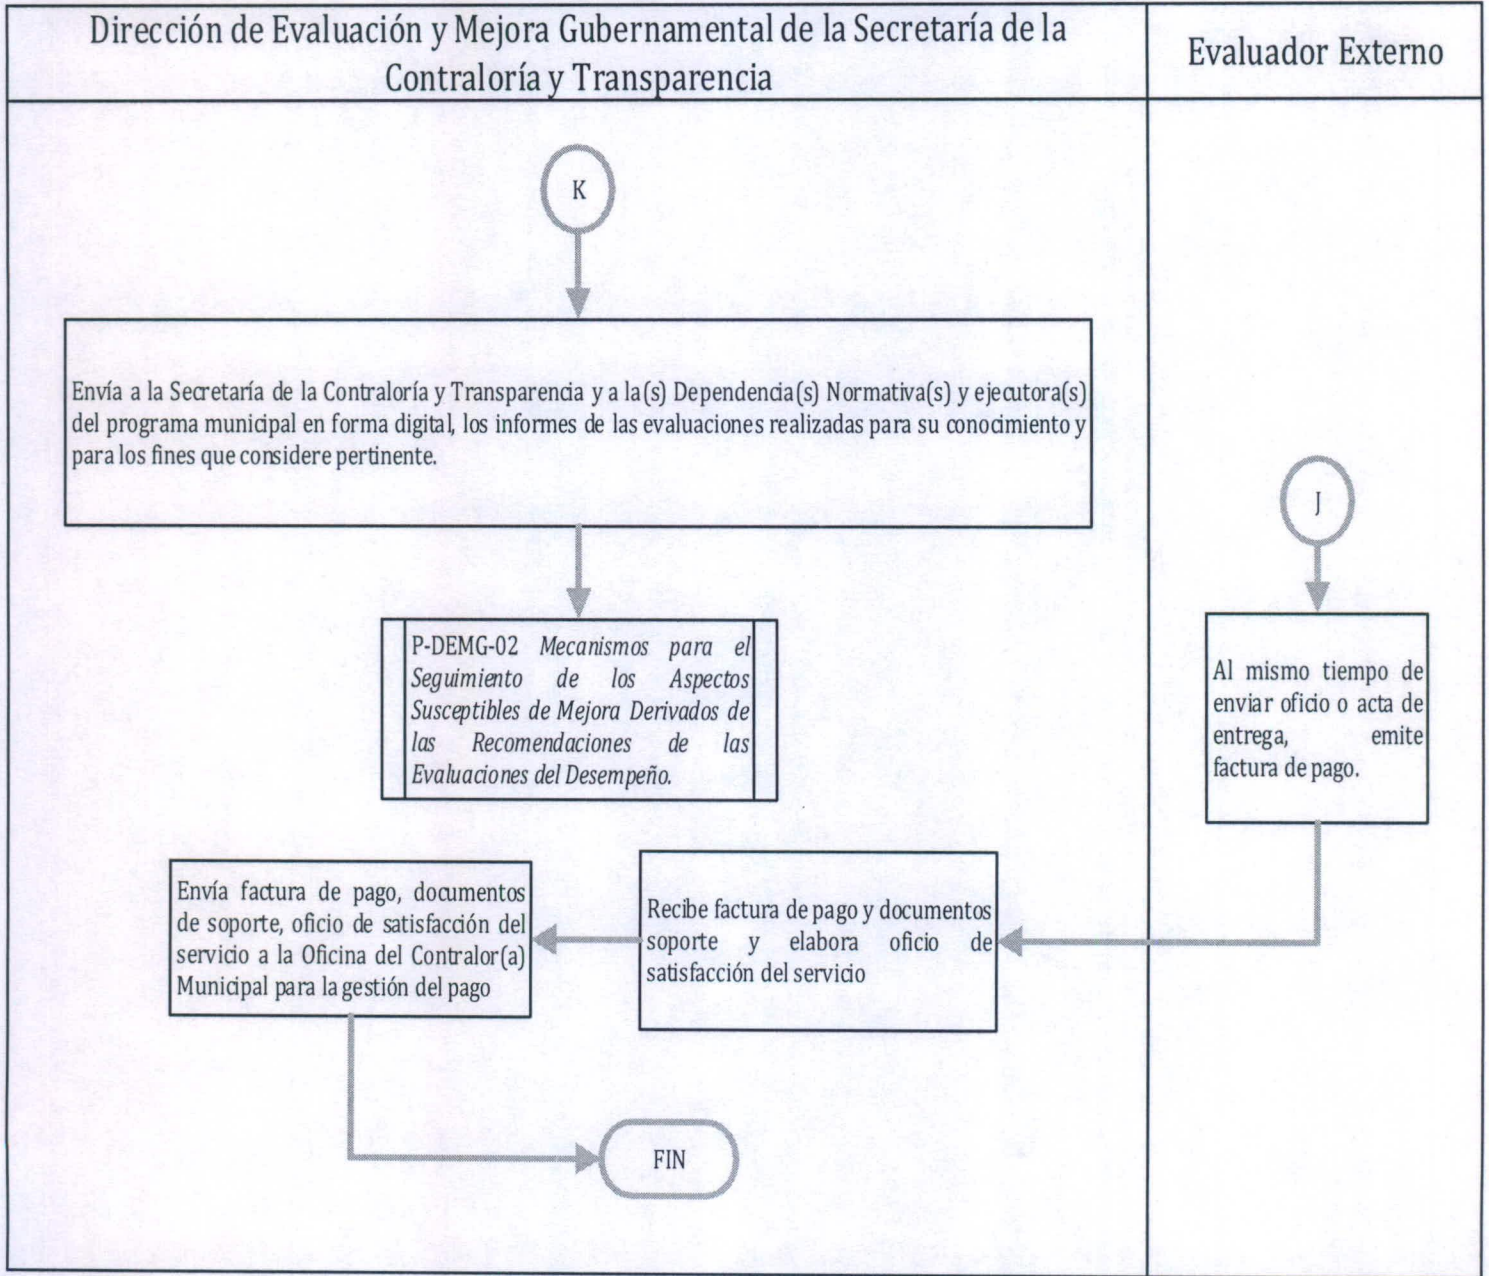 Dirección de Evaluación y Mejora Gubernamental de la Secretaría de la
Contraloría y Transparencia
Evaluador Externo
K
Envía a la Secretaría de la Contraloría y Transparencia y a la(s) Dependencia(s) Normativa(s) y ejecutora(s)
del programa municipal en forma digital, los informes de las evaluaciones realizadas para su conocimiento y
para los fines que considere pertinente.
J
P-DEMG-02 Mecanismos para el
Seguimiento de los Aspectos
Susceptibles de Mejora Derivados de
las Recomendaciones de las
Evaluaciones del Desempeño.
Al mismo tiempo de
enviar oficio o acta de
entrega, emite
factura de pago.
Recibe factura de pago y documentos
soporte y elabora oficio de
satisfacción del servicio
Envía factura de pago, documentos
de soporte, oficio de satisfacción del
servicio a la Oficina del Contralor(a)
Municipal para la gestión del pago
FIN